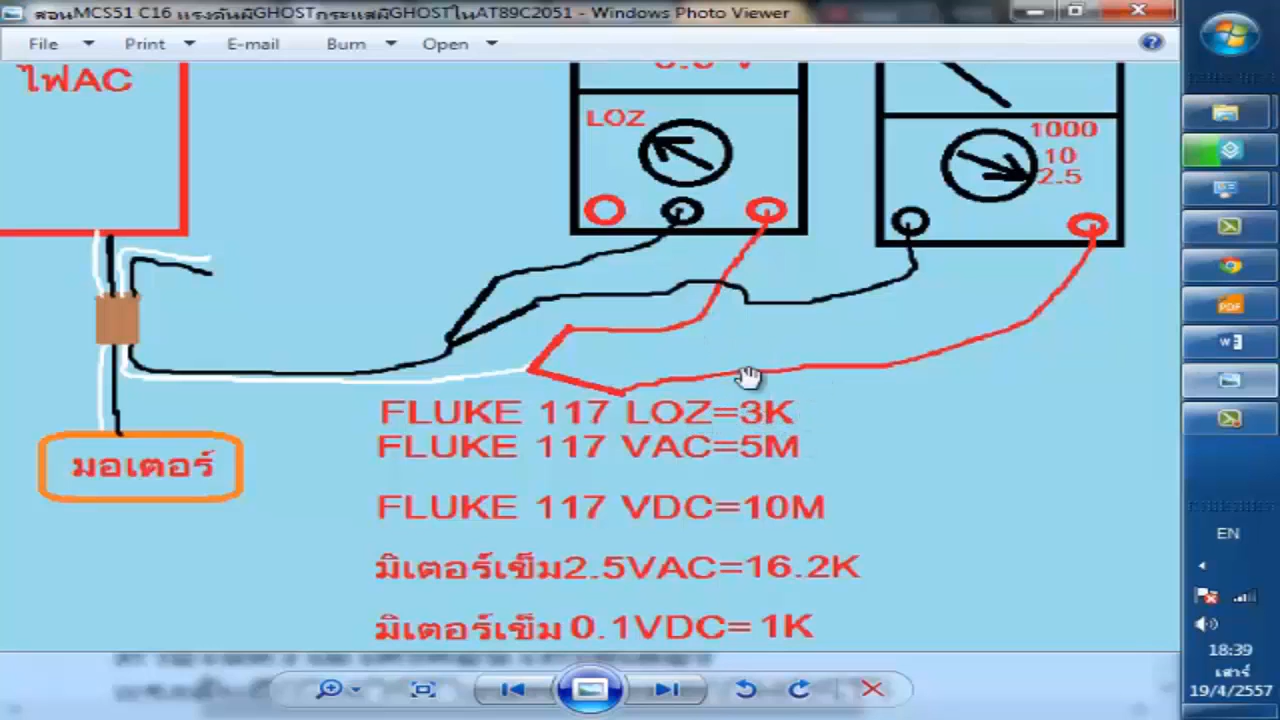 สอนMCS51 C16 แรงดันผีGHOSTกระแสผีGHOSTในAT89C2051 - Windows Photo Viewer
File Print E-mail Burn Open
ไฟAC
LOZ
1000
10
2.5
FLUKE 117 LOZ=3K
FLUKE 117 VAC=5M
มอเตอร์
FLUKE 117 VDC=10M
มิเตอร์เข็ม2.5VAC=16.2K
มิเตอร์เข็ม 0.1VDC= 1K
PDF
W
EN
18:39
เสาร์
19/4/2557